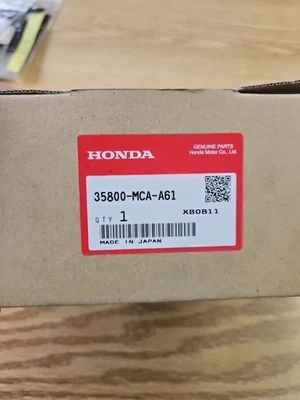 GENUINE PARTS
HONDA Honda Motor Co., Ltd.
35800-MCA-A61
QTY 1 XB0B11
MADE IN JAPAN